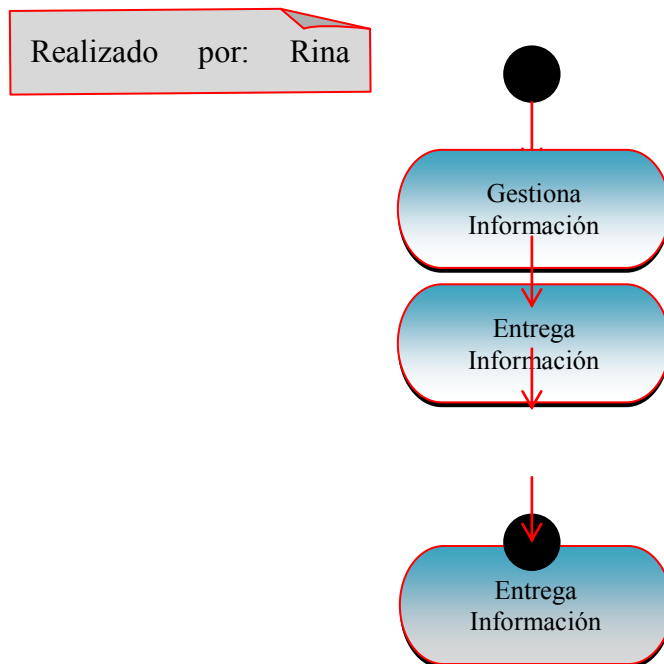 Realizado por: Rina
Gestiona
Información
Entrega
Información
Entrega
Información